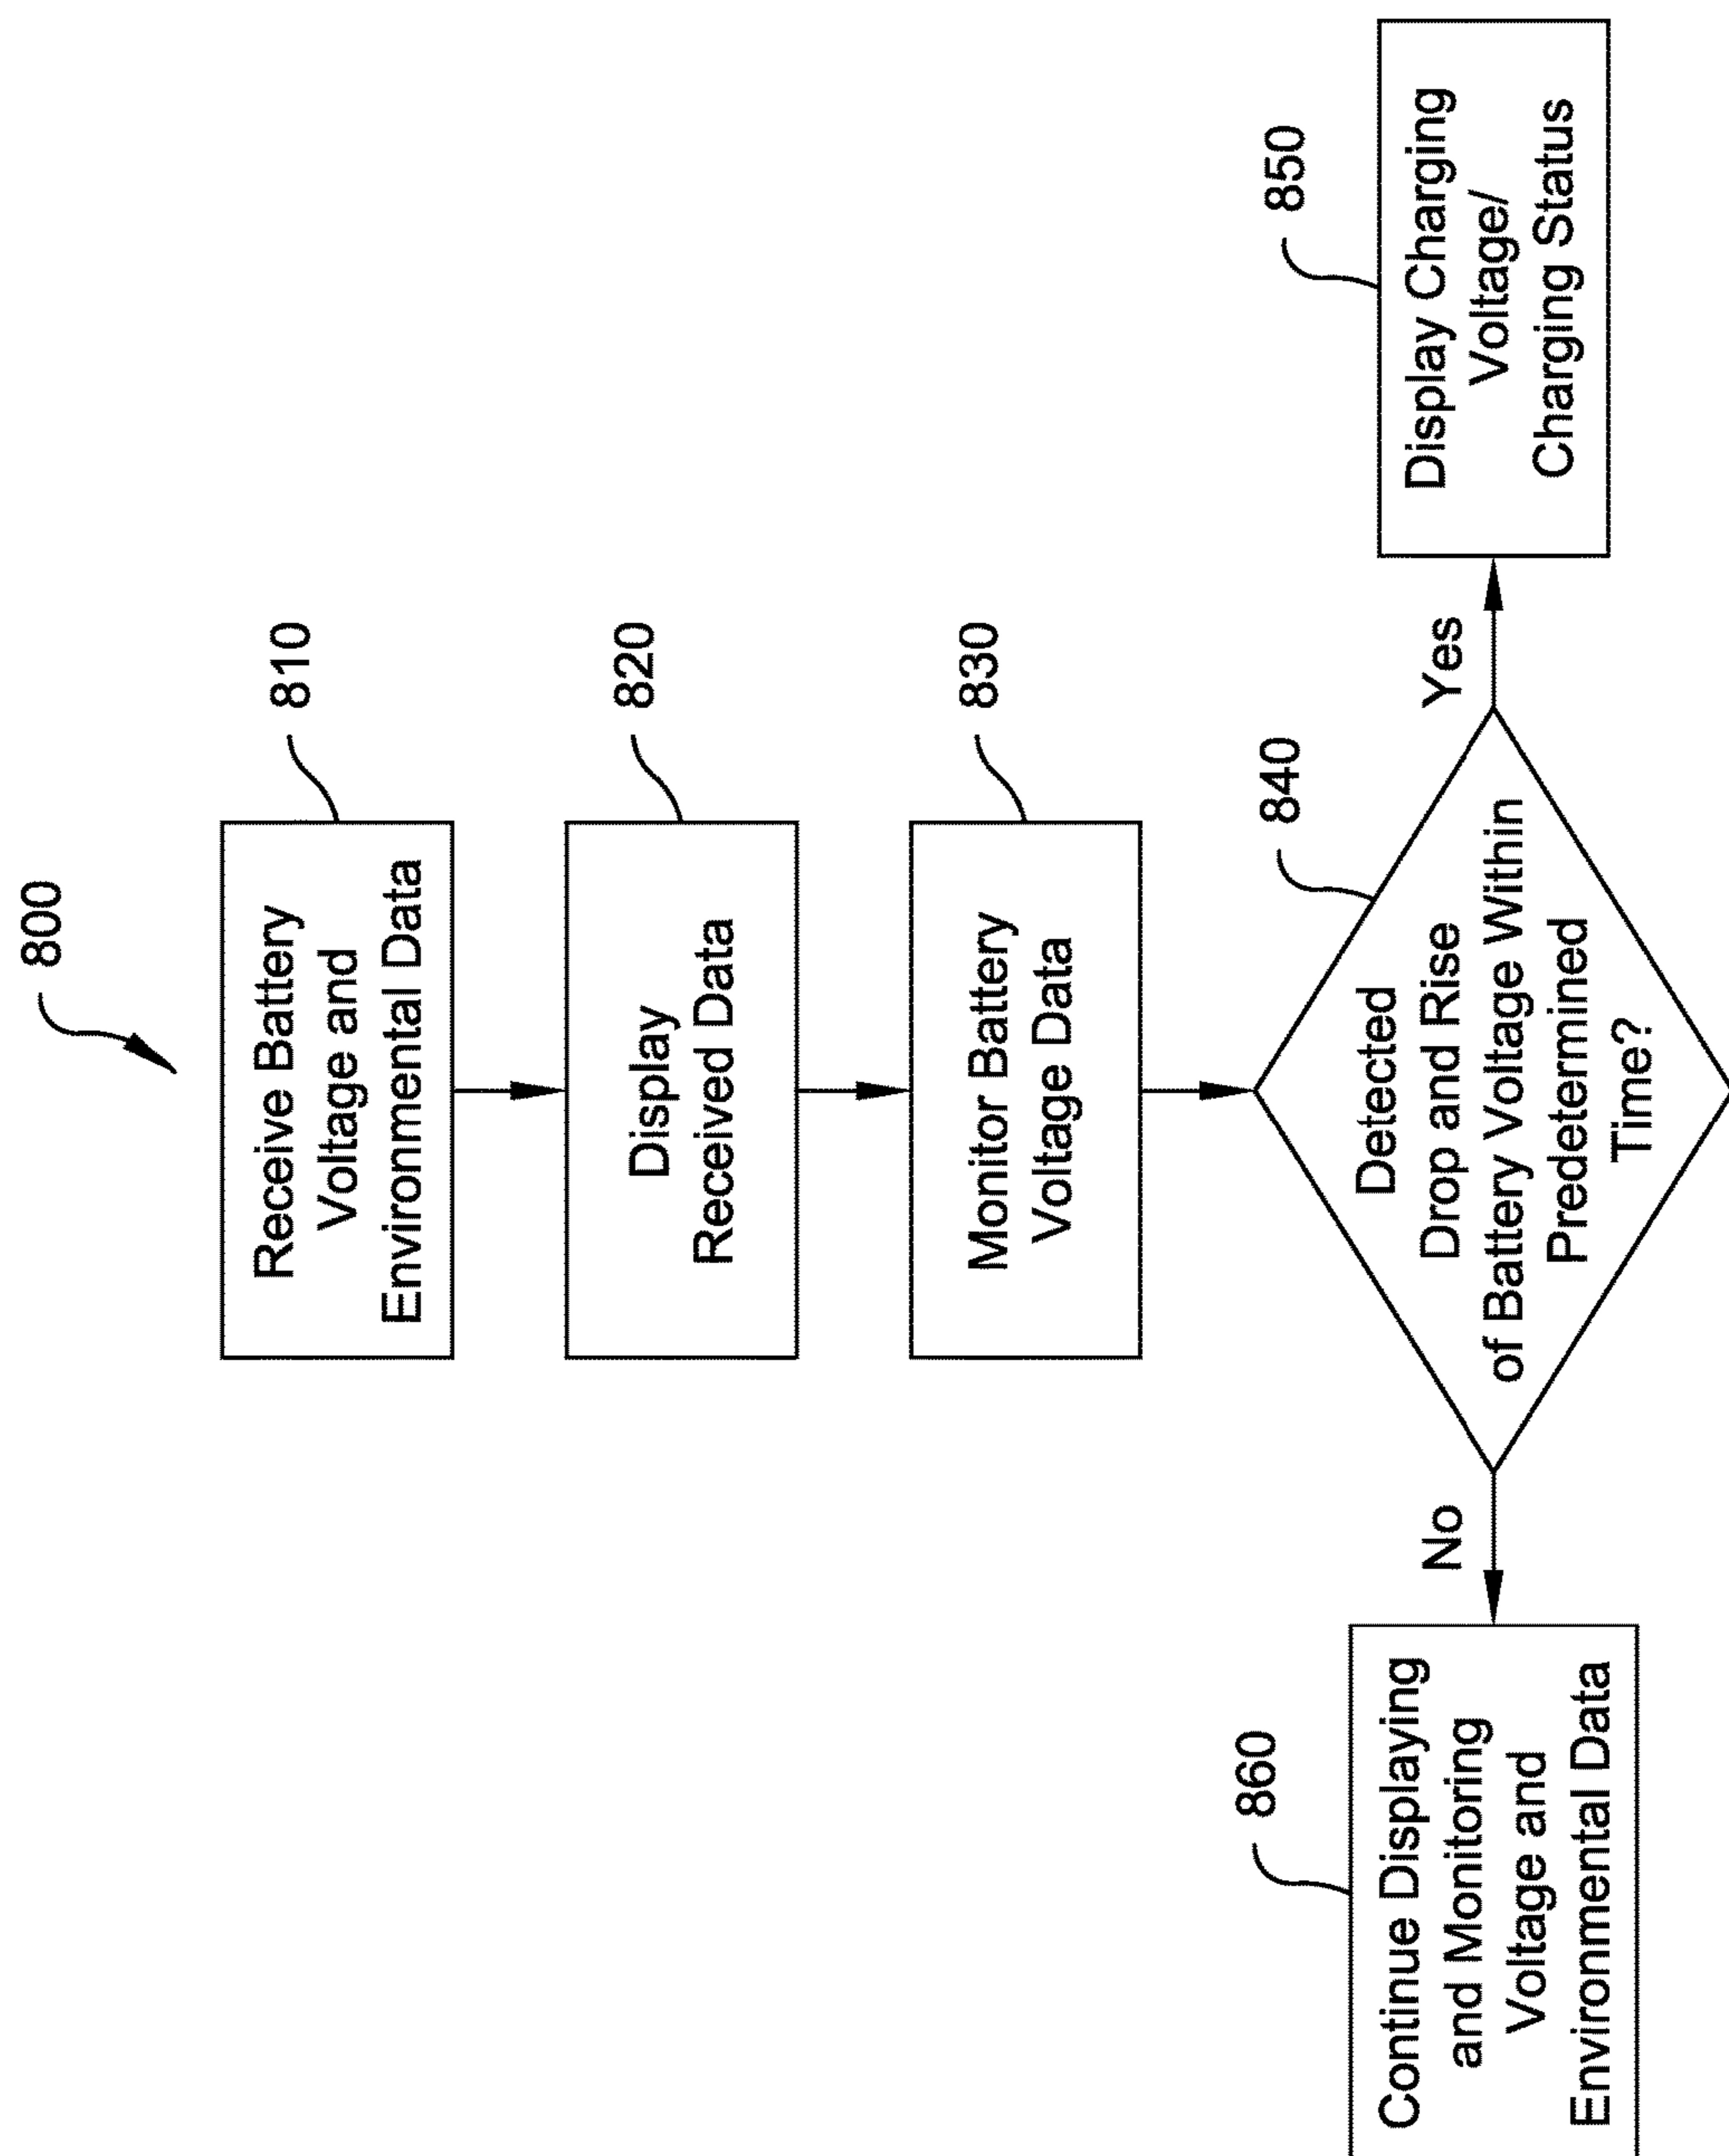 800
Receive Battery
Voltage and
Environmental Data
810
Display
Received Data
820
Monitor Battery
Voltage Data
830
Detected
Drop and Rise
of Battery Voltage Within
Predetermined
Time?
840
Yes
Display Charging
Voltage/
Charging Status
850
No
Continue Displaying
and Monitoring
Voltage and
Environmental Data
860